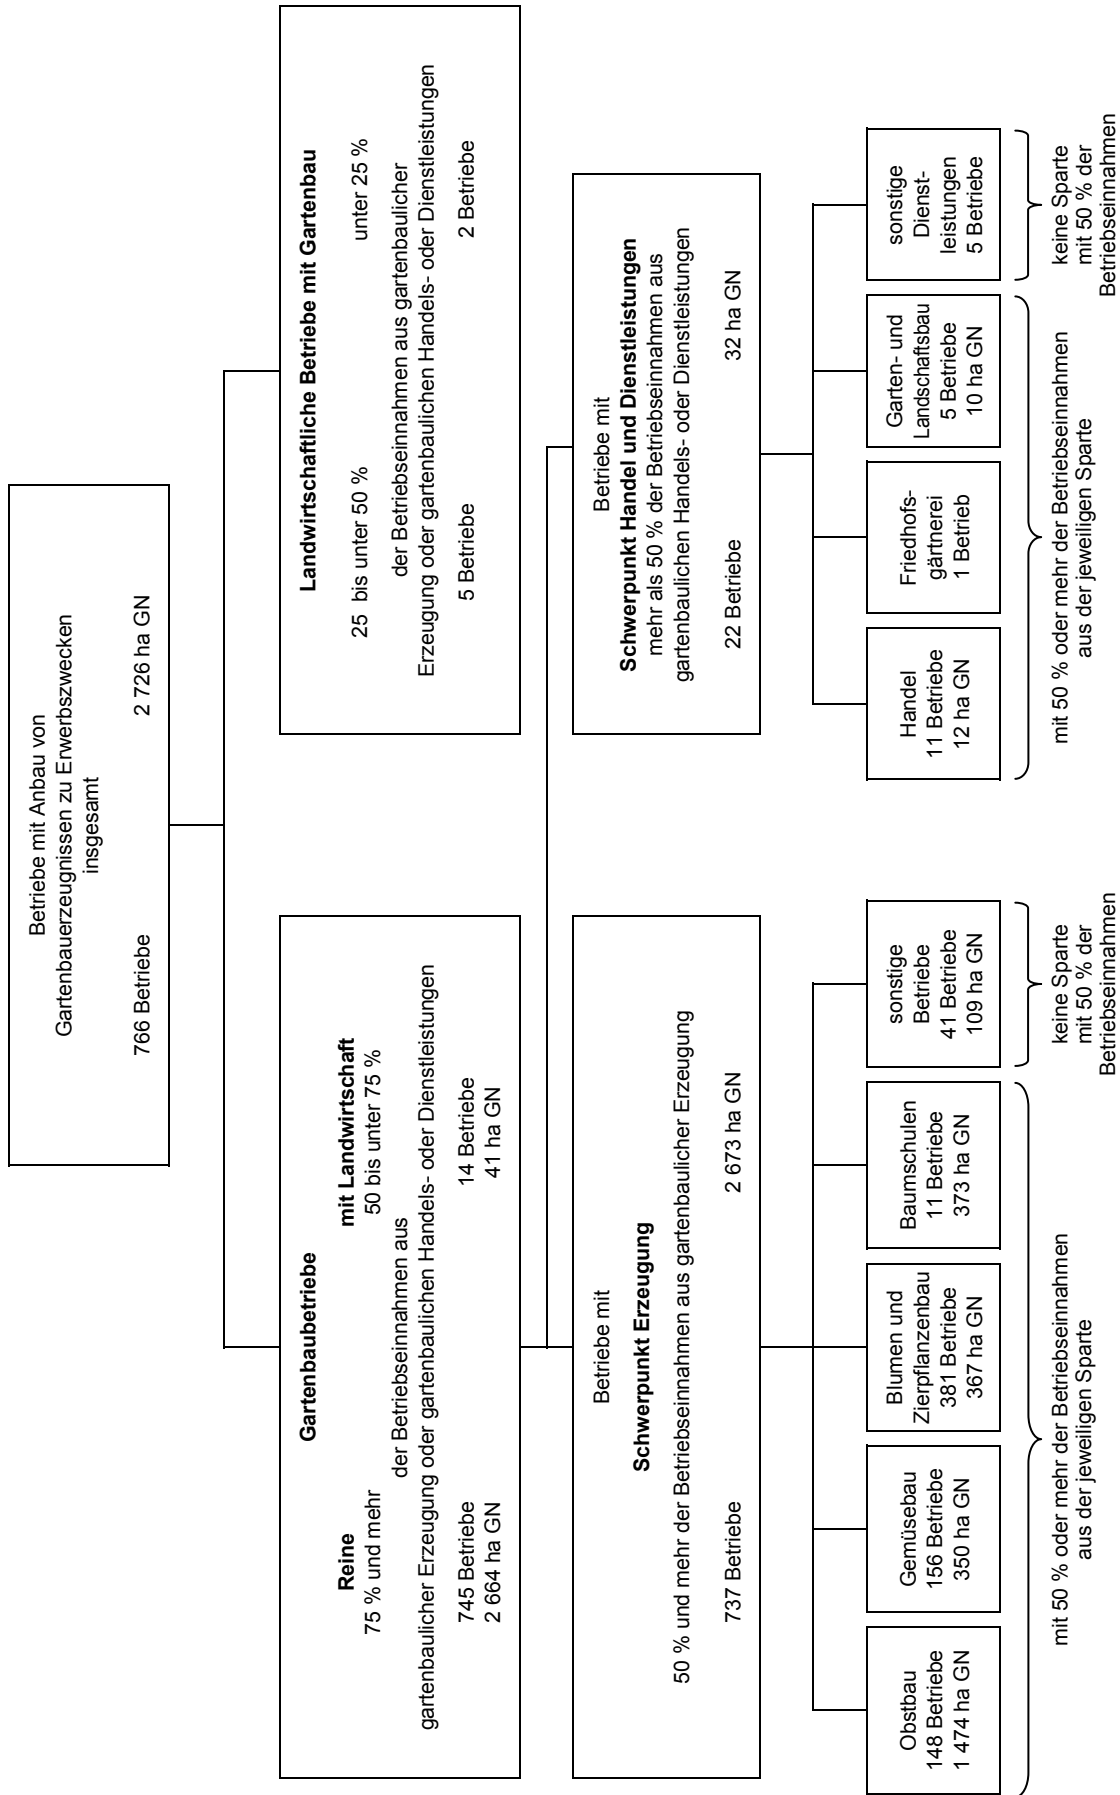 Betriebe mit Anbau von
Gartenbauerzeugnissen zu Erwerbszwecken
insgesamt
766 Betriebe 2 726 ha GN
Gartenbaubetriebe
Reine mit Landwirtschaft
75 % und mehr 50 bis unter 75 %
der Betriebseinnahmen aus
gartenbaulicher Erzeugung oder gartenbaulichen Handels- oder Dienstleistungen
745 Betriebe 14 Betriebe
2 664 ha GN 41 ha GN
Landwirtschaftliche Betriebe mit Gartenbau
25 bis unter 50 % unter 25 %
der Betriebseinnahmen aus gartenbaulicher
Erzeugung oder gartenbaulichen Handels- oder Dienstleistungen
5 Betriebe 2 Betriebe
Betriebe mit
Schwerpunkt Erzeugung
50 % und mehr der Betriebseinnahmen aus gartenbaulicher Erzeugung
737 Betriebe 2 673 ha GN
Betriebe mit
Schwerpunkt Handel und Dienstleistungen
mehr als 50 % der Betriebseinnahmen aus
gartenbaulichen Handels- oder Dienstleistungen
22 Betriebe 32 ha GN
Obstbau
148 Betriebe
1 474 ha GN
Gemüsebau
156 Betriebe
350 ha GN
Blumen und
Zierpflanzenbau
381 Betriebe
367 ha GN
Baumschulen
11 Betriebe
373 ha GN
sonstige
Betriebe
41 Betriebe
109 ha GN
Handel
11 Betriebe
12 ha GN
Friedhofs-
gärtnerei
1 Betrieb
Garten- und
Landschaftsbau
5 Betriebe
10 ha GN
sonstige
Dienst-
leistungen
5 Betriebe
mit 50 % oder mehr der Betriebseinnahmen
aus der jeweiligen Sparte
keine Sparte
mit 50 % der
Betriebseinnahmen
mit 50 % oder mehr der Betriebseinnahmen
aus der jeweiligen Sparte
keine Sparte
mit 50 % der
Betriebseinnahmen